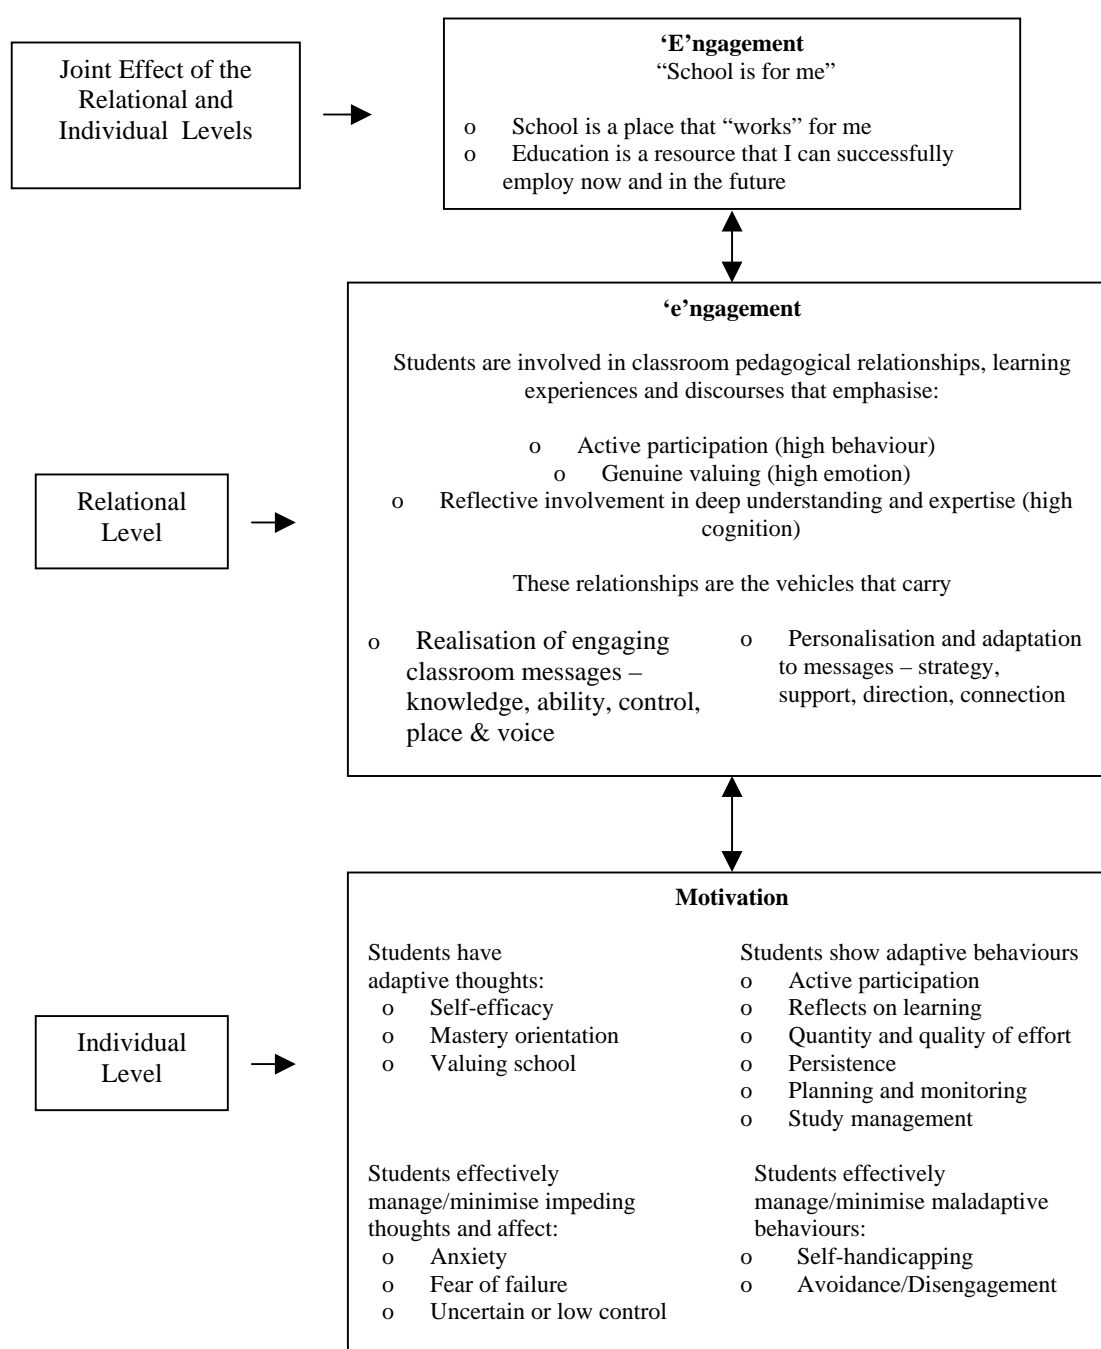 Joint Effect of the
Relational and
Individual Levels
‘E’ngagement
“School is for me”
o School is a place that “works” for me
o Education is a resource that I can successfully
employ now and in the future
‘e’ngagement
Students are involved in classroom pedagogical relationships, learning
experiences and discourses that emphasise:
o Active participation (high behaviour)
o Genuine valuing (high emotion)
o Reflective involvement in deep understanding and expertise (high
cognition)
These relationships are the vehicles that carry
o Realisation of engaging
classroom messages –
knowledge, ability, control,
place & voice
o Personalisation and adaptation
to messages – strategy,
support, direction, connection
Relational
Level
Motivation
Students have
adaptive thoughts:
o Self-efficacy
o Mastery orientation
o Valuing school
Students show adaptive behaviours
o Active participation
o Reflects on learning
o Quantity and quality of effort
o Persistence
o Planning and monitoring
o Study management
Individual
Level
Students effectively
manage/minimise impeding
thoughts and affect:
o Anxiety
o Fear of failure
o Uncertain or low control
Students effectively
manage/minimise maladaptive
behaviours:
o Self-handicapping
o Avoidance/Disengagement